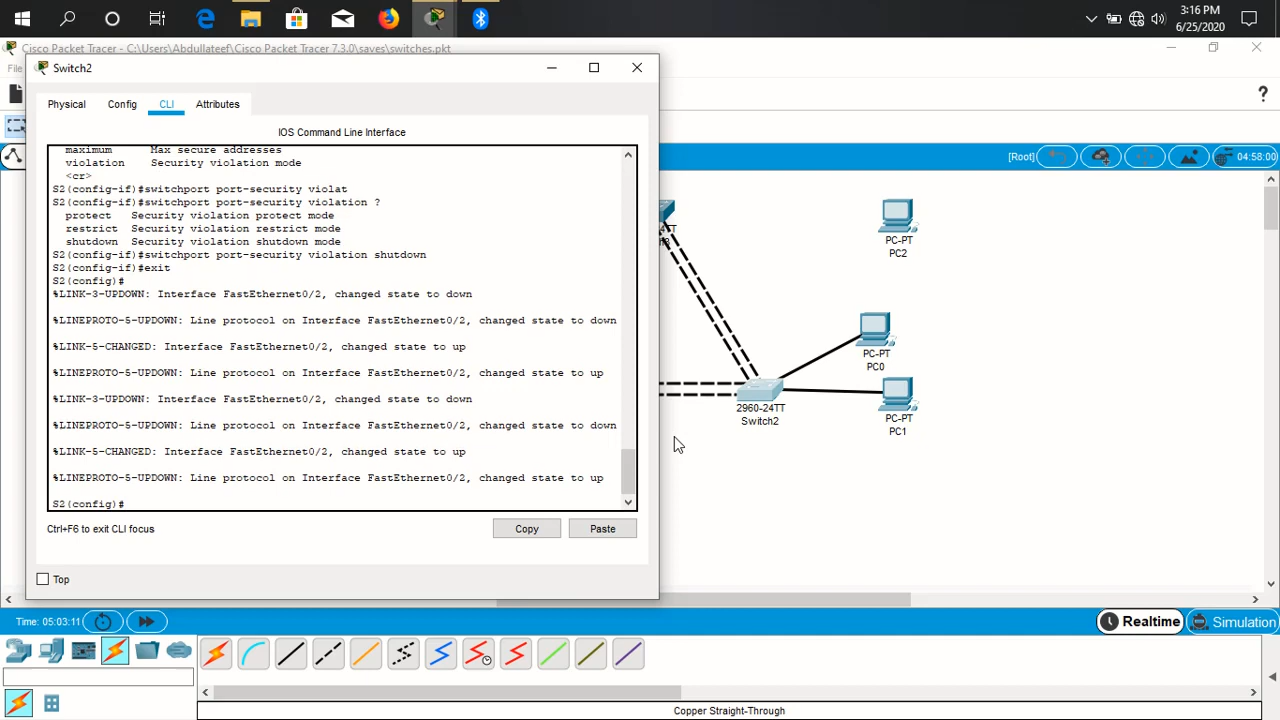 3:16 PM
6/25/2020
Cisco Packet Tracer - C:\Users\Abdullateef\Cisco Packet Tracer 7.3.0\saves\switches.pkt
File
Switch2
Physical Config CLI Attributes
IOS Command Line Interface
maximum Max secure addresses
violation Security violation mode
<cr>
S2(config-if)#switchport port-security violat
S2(config-if)#switchport port-security violation ?
protect Security violation protect mode
restrict Security violation restrict mode
shutdown Security violation shutdown mode
S2(config-if)#switchport port-security violation shutdown
S2(config-if)#exit
S2(config)#
%LINK-3-UPDOWN: Interface FastEthernet0/2, changed state to down
%LINEPROTO-5-UPDOWN: Line protocol on Interface FastEthernet0/2, changed state to down
%LINK-5-CHANGED: Interface FastEthernet0/2, changed state to up
%LINEPROTO-5-UPDOWN: Line protocol on Interface FastEthernet0/2, changed state to up
%LINK-3-UPDOWN: Interface FastEthernet0/2, changed state to down
%LINEPROTO-5-UPDOWN: Line protocol on Interface FastEthernet0/2, changed state to down
%LINK-5-CHANGED: Interface FastEthernet0/2, changed state to up
%LINEPROTO-5-UPDOWN: Line protocol on Interface FastEthernet0/2, changed state to up
S2(config)#
Ctrl+F6 to exit CLI focus
Copy
Paste
Top
?
[Root]
04:58:00
PC-PT
PC2
PC-PT
PC0
2960-24TT
Switch2
PC-PT
PC1
Time: 05:03:11
Realtime
Simulation
Copper Straight-Through